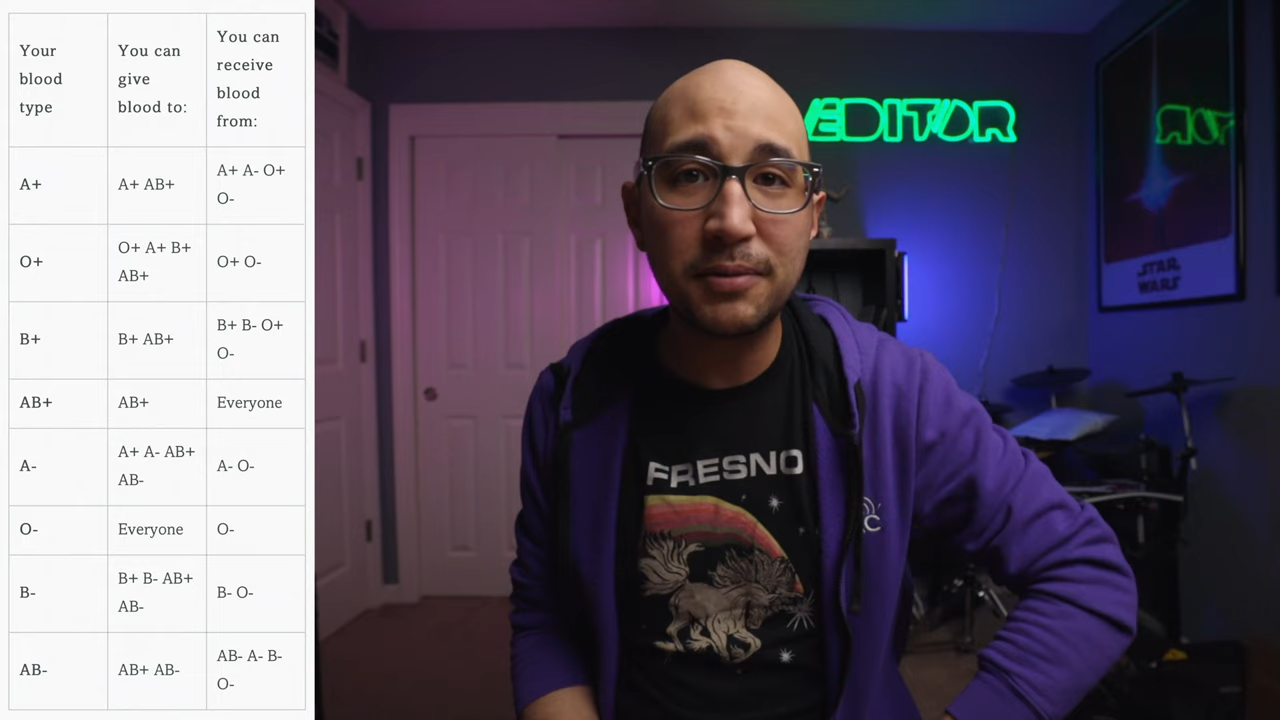 Your
blood
type
You can
give
blood to:
You can
receive
blood
from:
A+
A+ AB+
A+ A- O+
O-
O+
O+ A+ B+
AB+
O+ O-
B+
B+ AB+
B+ B- O+
O-
AB+
AB+
Everyone
A-
A+ A- AB+
AB-
A- O-
O-
Everyone
O-
B-
B+ B- AB+
AB-
B- O-
AB-
AB+ AB-
AB- A- B-
O-
EDITOR
STAR
WARS
FRESNO